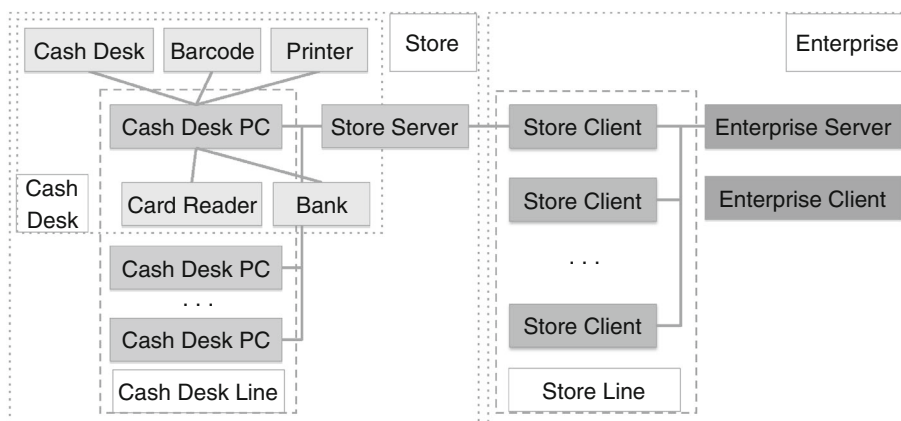 Cash Desk
Barcode
Printer
Store
Enterprise
Cash Desk PC
Store Server
Store Client
Enterprise Server
Cash
Desk
Card Reader
Bank
Store Client
Enterprise Client
Cash Desk PC
. . .
. . .
Cash Desk PC
Store Client
Cash Desk Line
Store Line